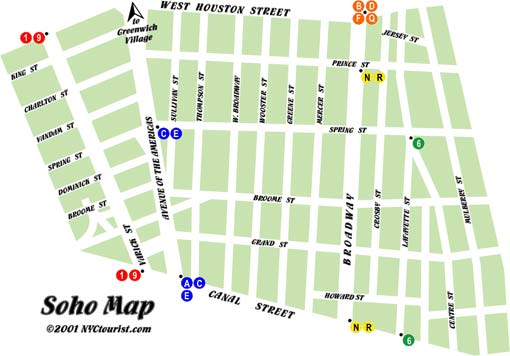 WEST HOUSTON STREET
to
Greenwich
Village
B D
F Q
JERSEY ST
1 9
KING ST
PRINCE ST
N R
CHARLTON ST
SULLIVAN ST
THOMPSON ST
W. BROADWAY
WOOSTER ST
GREENE ST
MERCER ST
VANDAM ST
C E
SPRING ST
6
SPRING ST
AVENUE OF THE AMERICAS
DOMINICK ST
BROOME ST
BROOME ST
BROADWAY
CROSBY ST
LAFAYETTE ST
MULBERRY ST
VARICK ST
GRAND ST
1 9
A C
E
CANAL STREET
HOWARD ST
CENTRE ST
N R
6
Soho Map
©2001 NYCtourist.com